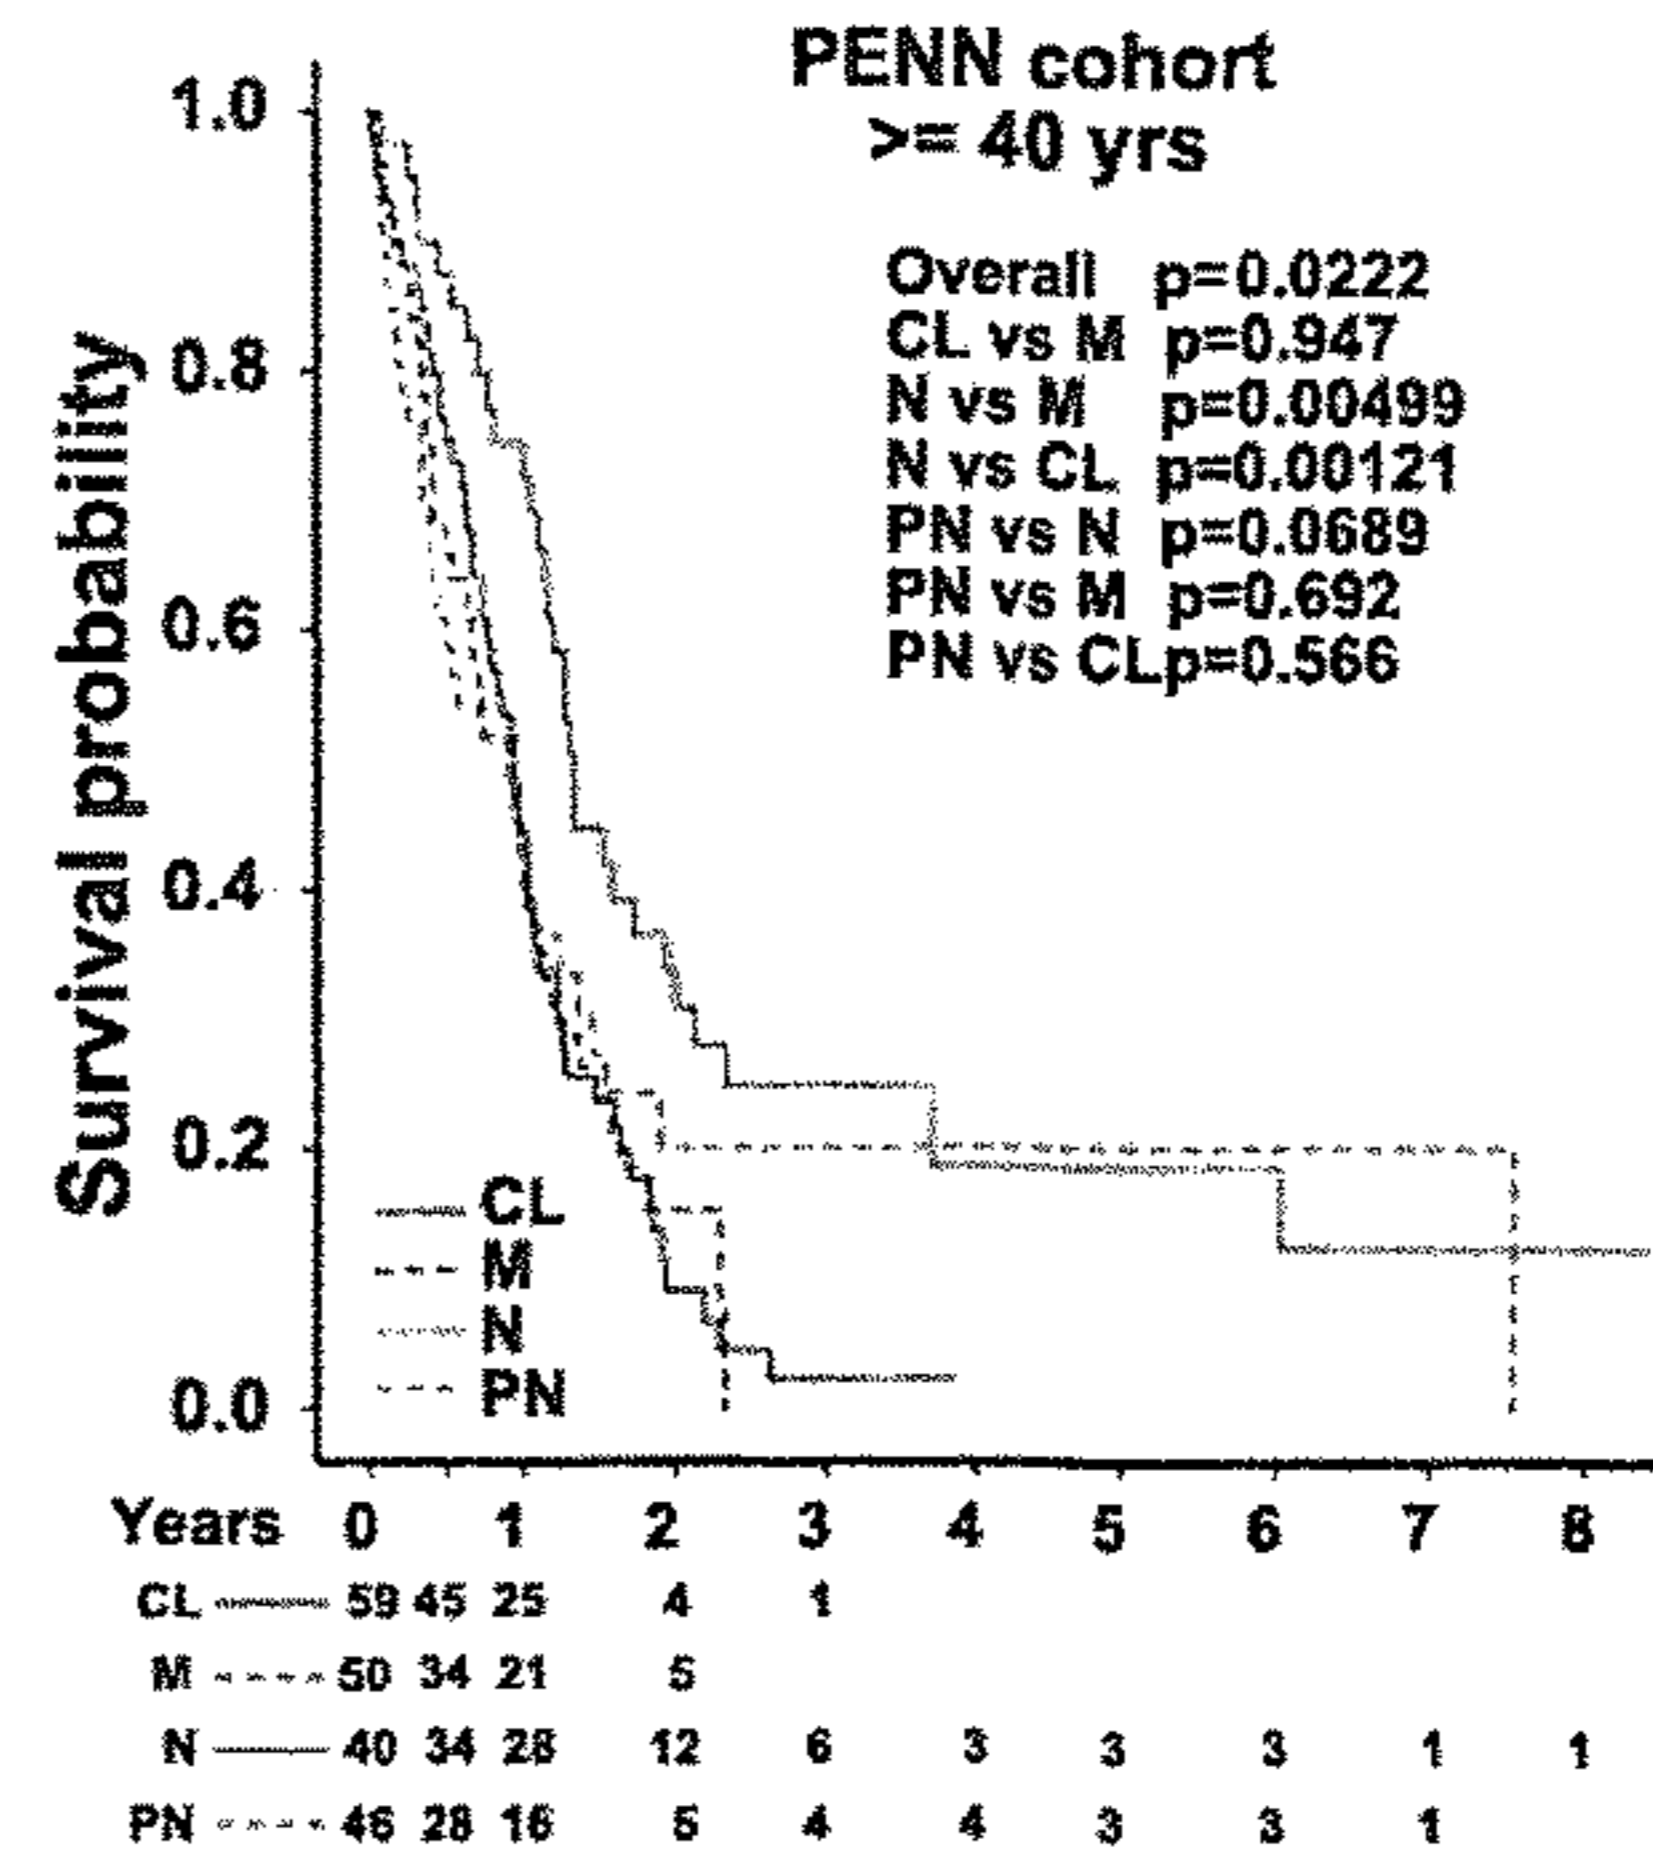 PENN cohort
>= 40 yrs
Overall p=0.0222
CL vs M p=0.947
N vs M p=0.00499
N vs CL p=0.00121
PN vs N p=0.0689
PN vs M p=0.692
PN vs CLp=0.566
Survival probability
1.0
0.8
0.6
0.4
0.2
0.0
CL
M
N
PN
Years 0 1 2 3 4 5 6 7 8
CL 59 45 25 4 1
M 50 34 21 5
N 40 34 28 12 6 3 3 3 1 1
PN 46 28 16 5 4 4 3 3 1